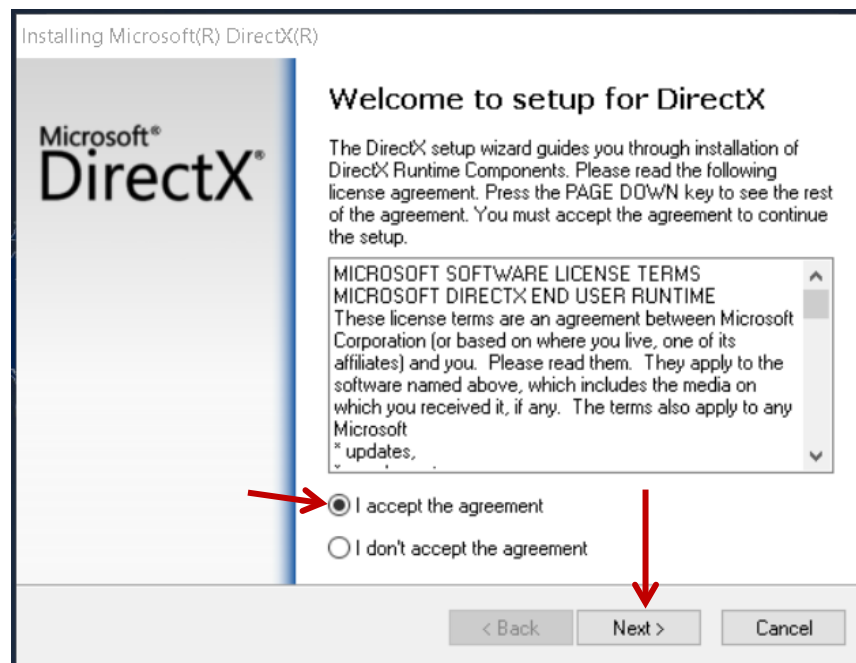 Installing Microsoft(R) DirectX(R)
Microsoft®
DirectX®
Welcome to setup for DirectX
The DirectX setup wizard guides you through installation of
DirectX Runtime Components. Please read the following
license agreement. Press the PAGE DOWN key to see the rest
of the agreement. You must accept the agreement to continue
the setup.
MICROSOFT SOFTWARE LICENSE TERMS
MICROSOFT DIRECTX END USER RUNTIME
These license terms are an agreement between Microsoft
Corporation (or based on where you live, one of its
affiliates) and you.  Please read them.  They apply to the
software named above, which includes the media on
which you received it, if any.  The terms also apply to any
Microsoft
* updates,
I accept the agreement
I don't accept the agreement
< Back
Next >
Cancel